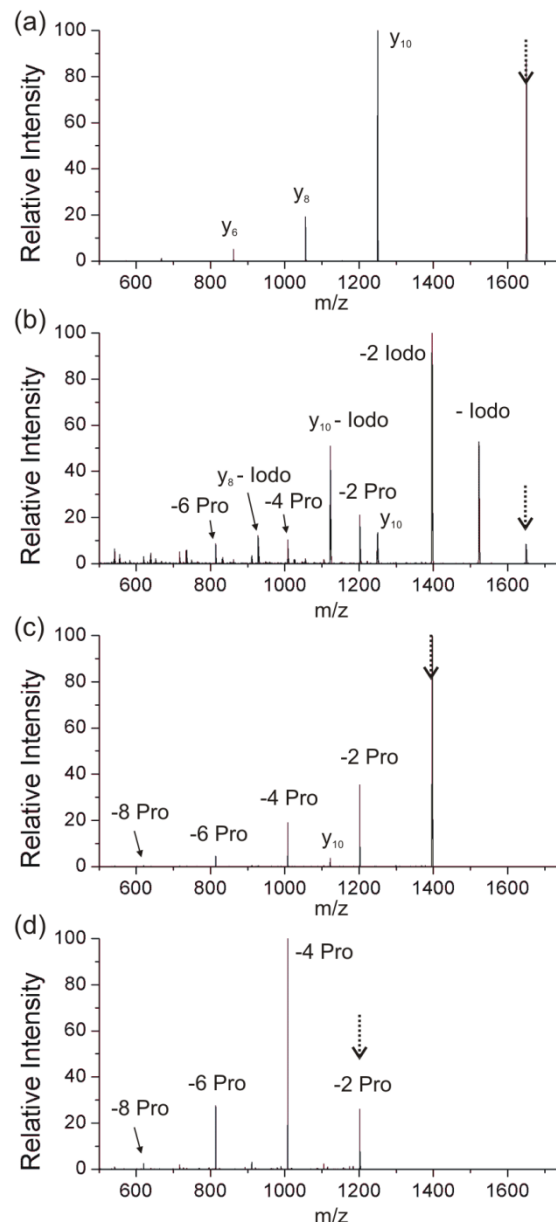 (a)
100
80
60
40
20
0
Relative Intensity
y₁₀
y₈
y₆
600 800 1000 1200 1400 1600
m/z
(b)
100
80
60
40
20
0
Relative Intensity
-2 Iodo
- Iodo
y₁₀ - Iodo
y₈ - Iodo
-2 Pro
-4 Pro
-6 Pro
y₁₀
600 800 1000 1200 1400 1600
m/z
(c)
100
80
60
40
20
0
Relative Intensity
-2 Pro
-4 Pro
-8 Pro
-6 Pro
y₁₀
600 800 1000 1200 1400 1600
m/z
(d)
100
80
60
40
20
0
Relative Intensity
-4 Pro
-6 Pro
-2 Pro
-8 Pro
600 800 1000 1200 1400 1600
m/z